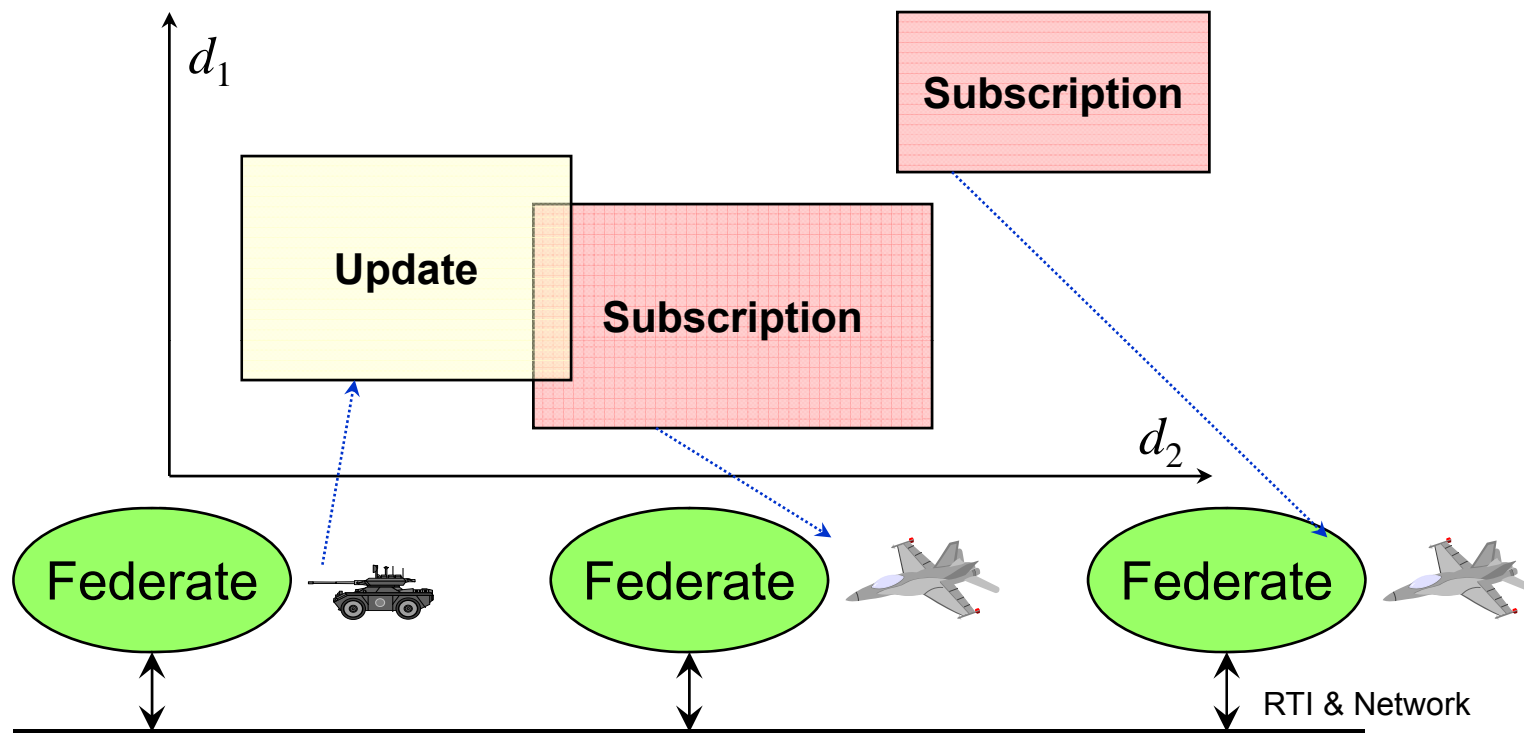 d₁
Subscription
Update
Subscription
d₂
Federate
Federate
Federate
RTI & Network